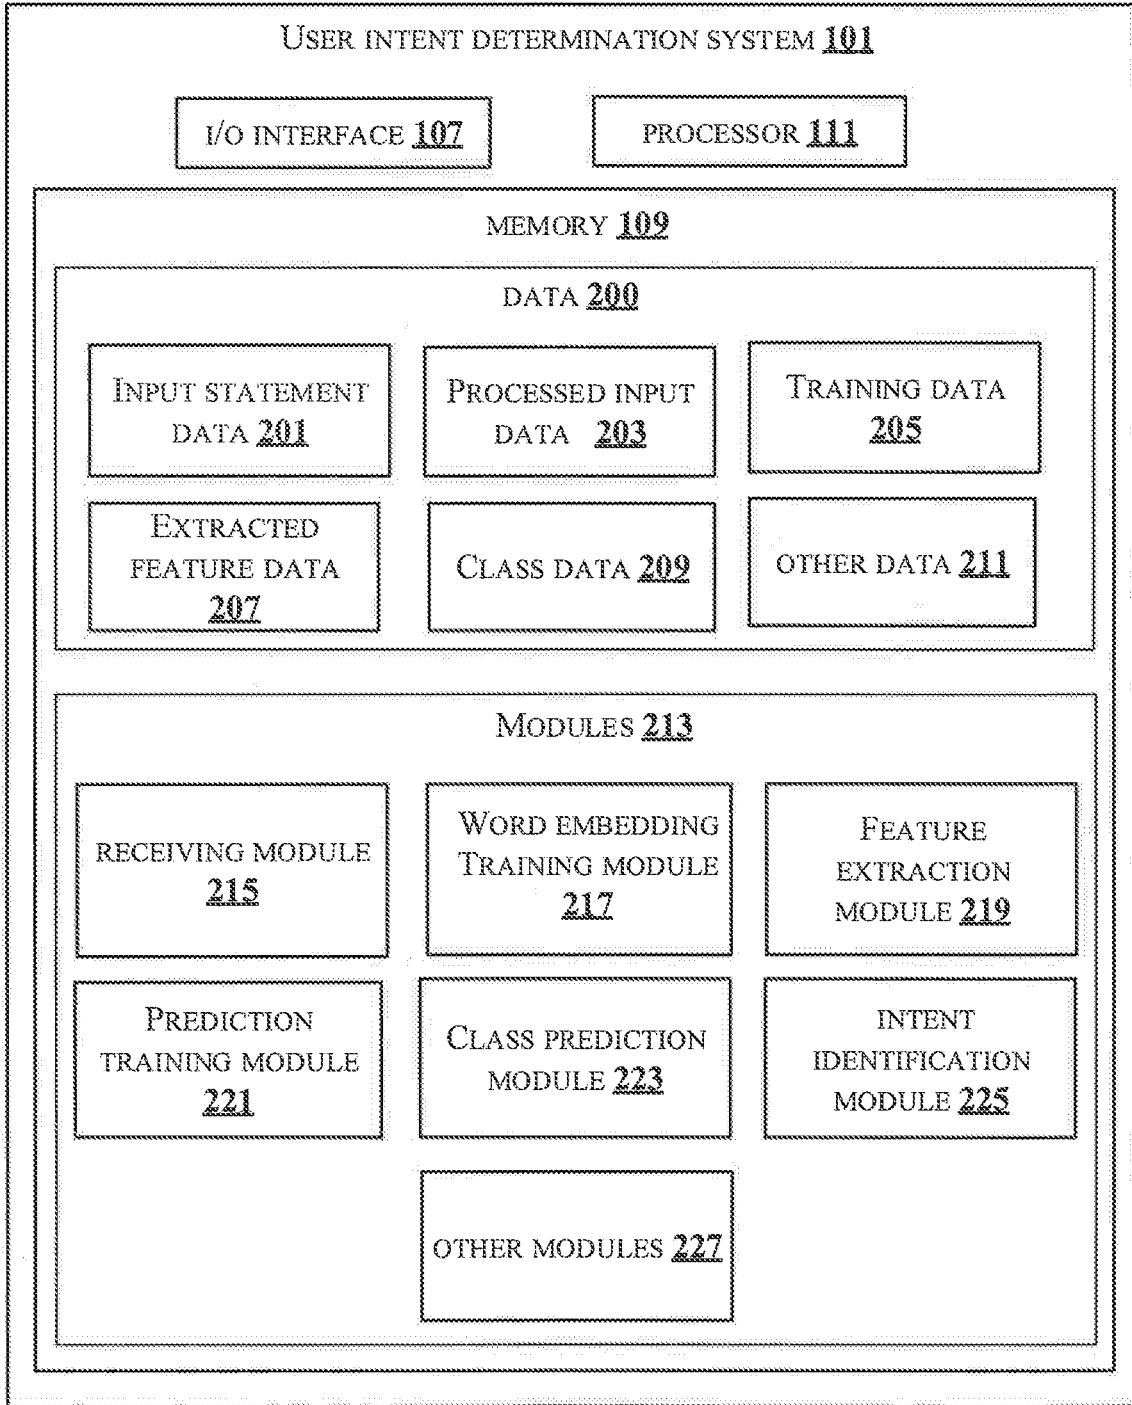 USER INTENT DETERMINATION SYSTEM 101
I/O INTERFACE 107
PROCESSOR 111
MEMORY 109
DATA 200
INPUT STATEMENT
DATA 201
PROCESSED INPUT
DATA 203
TRAINING DATA
205
EXTRACTED
FEATURE DATA
207
CLASS DATA 209
OTHER DATA 211
MODULES 213
RECEIVING MODULE
215
WORD EMBEDDING
TRAINING MODULE
217
FEATURE
EXTRACTION
MODULE 219
PREDICTION
TRAINING MODULE
221
CLASS PREDICTION
MODULE 223
INTENT
IDENTIFICATION
MODULE 225
OTHER MODULES 227